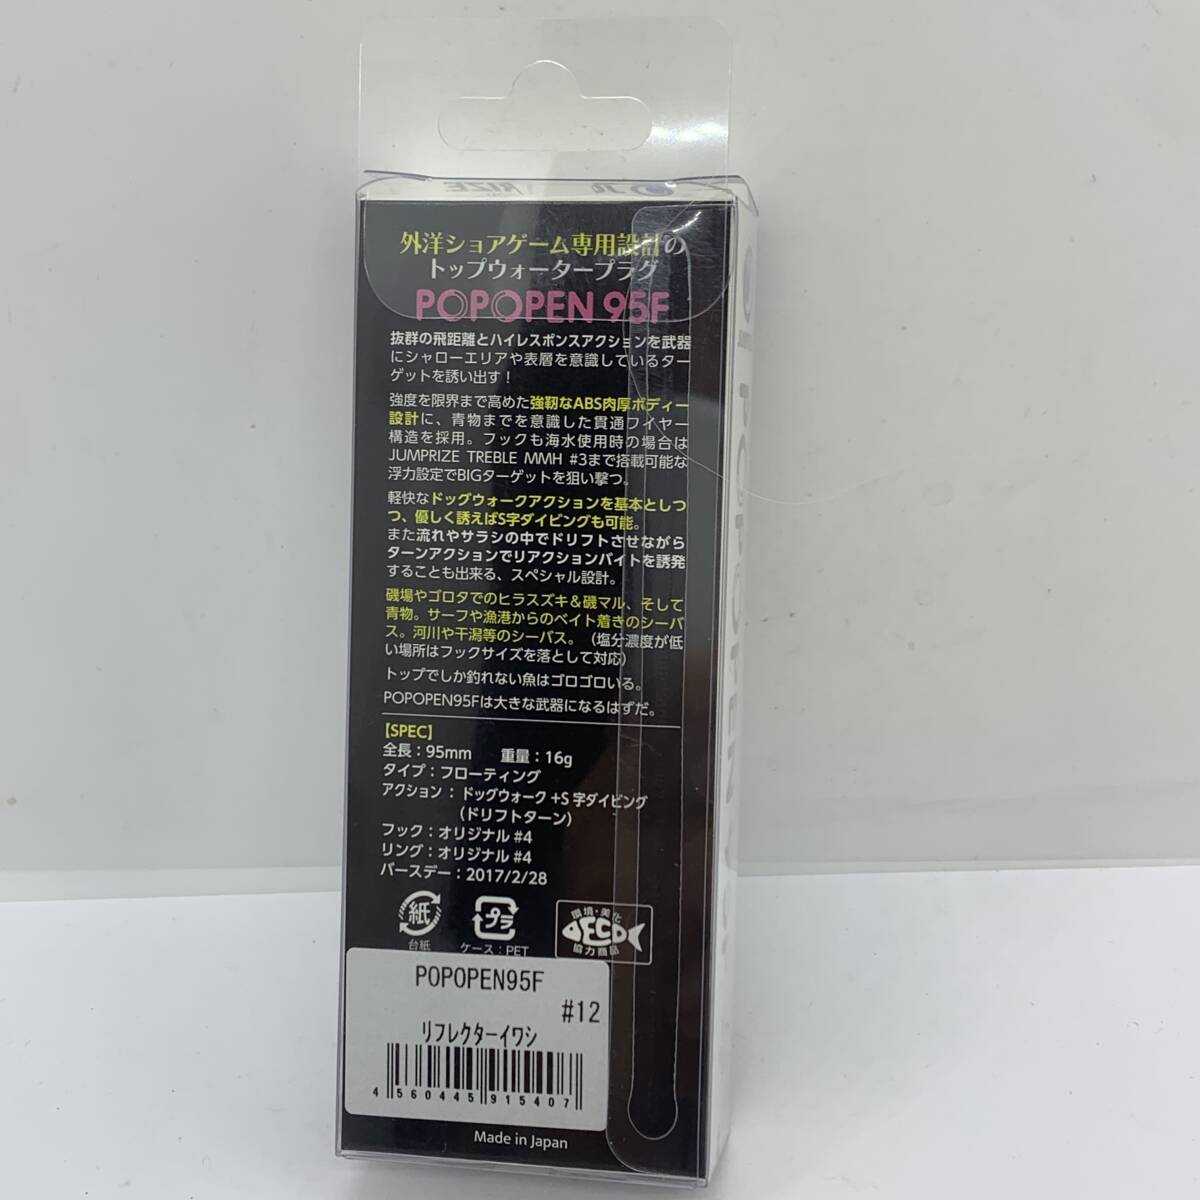 RIZE
外洋ショアゲーム専用設計の
トップウォータープラグ
POPOPEN 95F
抜群の飛距離とハイレスポンスアクションを武器
にシャローエリアや表層を意識しているター
ゲットを誘い出す！
強度を限界まで高めた強靭なABS肉厚ボディー
設計に、青物までを意識した貫通ワイヤー
構造を採用。フックも海水使用時の場合は
JUMPRIZE TREBLE MMH #3まで搭載可能な
浮力設定でBIGターゲットを狙い撃つ。
軽快なドッグウォークアクションを基本としつ
つ、優しく誘えばS字ダイビングも可能。
また流れやサラシの中でドリフトさせながら
ターンアクションでリアクションバイトを誘発
することも出来る、スペシャル設計。
磯場やゴロタでのヒラスズキ＆磯マル、そして
青物。サーフや漁港からのベイト着きのシーバ
ス。河川や干潟等のシーバス。（塩分濃度が低
い場所はフックサイズを落として対応）
トップでしか釣れない魚はゴロゴロいる。
POPOPEN95Fは大きな武器になるはずだ。
【SPEC】
全長：95mm 重量：16g
タイプ：フローティング
アクション：ドッグウォーク+S字ダイビング
（ドリフトターン）
フック：オリジナル #4
リング：オリジナル #4
バースデー：2017/2/28
紙
台紙
プラ
ケース：PET
環境・美化
FECO
協力商品
POPOPEN95F
#12
リフレクターイワシ
4 560445 915407
Made in Japan